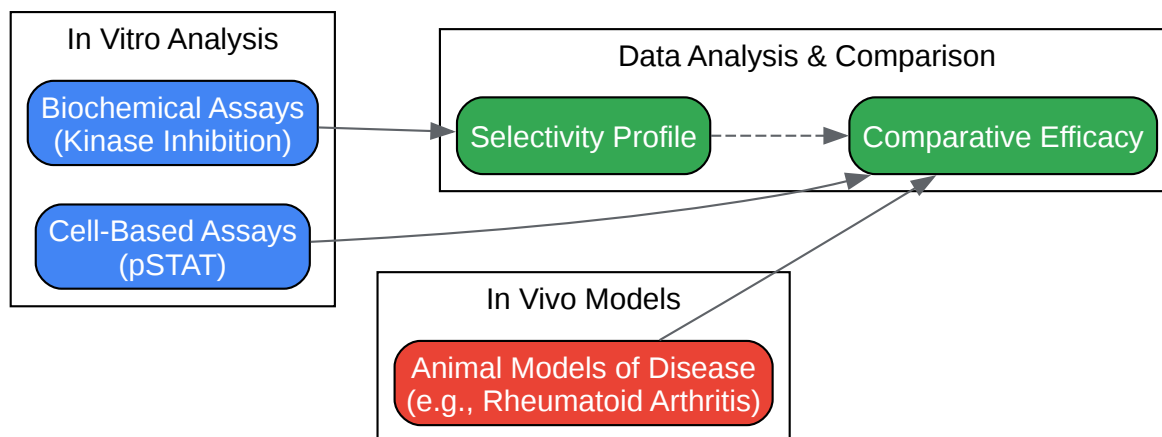 In Vitro Analysis
Biochemical Assays
(Kinase Inhibition)
Cell-Based Assays
(pSTAT)
Data Analysis & Comparison
Selectivity Profile
Comparative Efficacy
In Vivo Models
Animal Models of Disease
(e.g., Rheumatoid Arthritis)